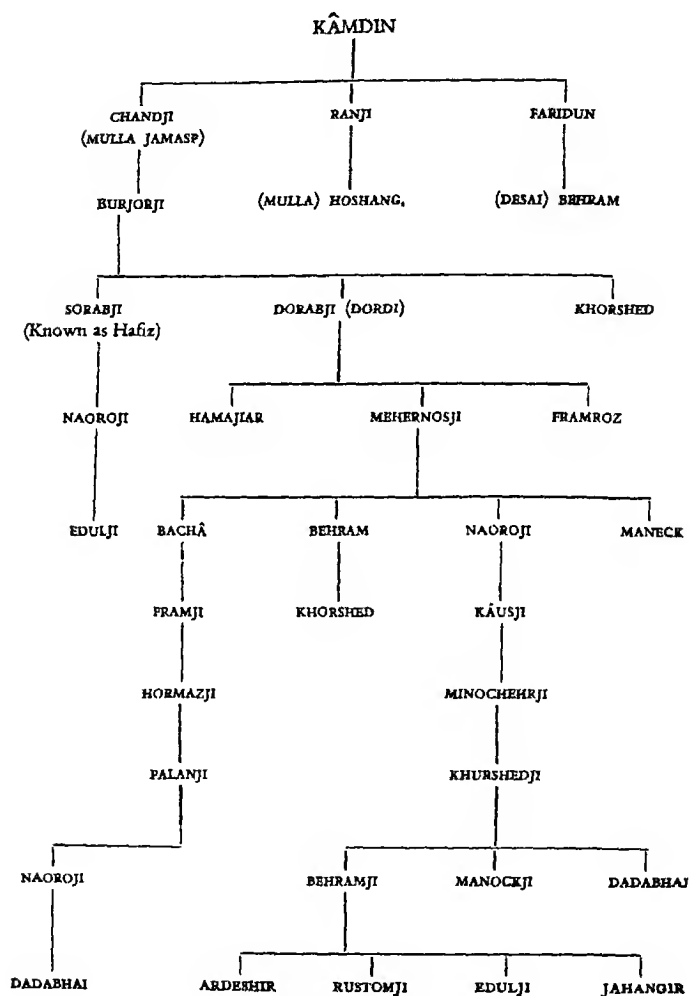 KÂMDIN
CHANDJI RANJI FARIDUN
(MULLA JAMASP)
BURJORJI (MULLA) HOSHANG, (DESAI) BEHRAM
SORABJI DORABJI (DORDI) KHORSHED
(Known as Hafiz)
NAOROJI HAMAJIAR MEHERNOSJI FRAMROZ
EDULJI BACHÂ BEHRAM NAOROJI MANECK
FRAMJI KHORSHED KÂUSJI
HORMAZJI MINOCHEHRJI
PALANJI KHURSHEDJI
NAOROJI BEHRAMJI MANOCKJI DADABHAI
DADABHAI ARDESHIR RUSTOMJI EDULJI JAHANGIR